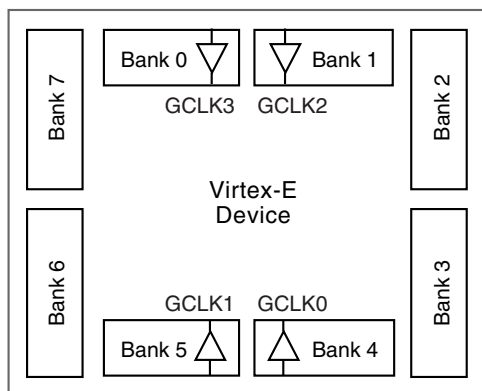 Bank 0
Bank 1
GCLK3
GCLK2
Bank 7
Bank 2
Virtex-E
Device
Bank 6
Bank 3
GCLK1
GCLK0
Bank 5
Bank 4